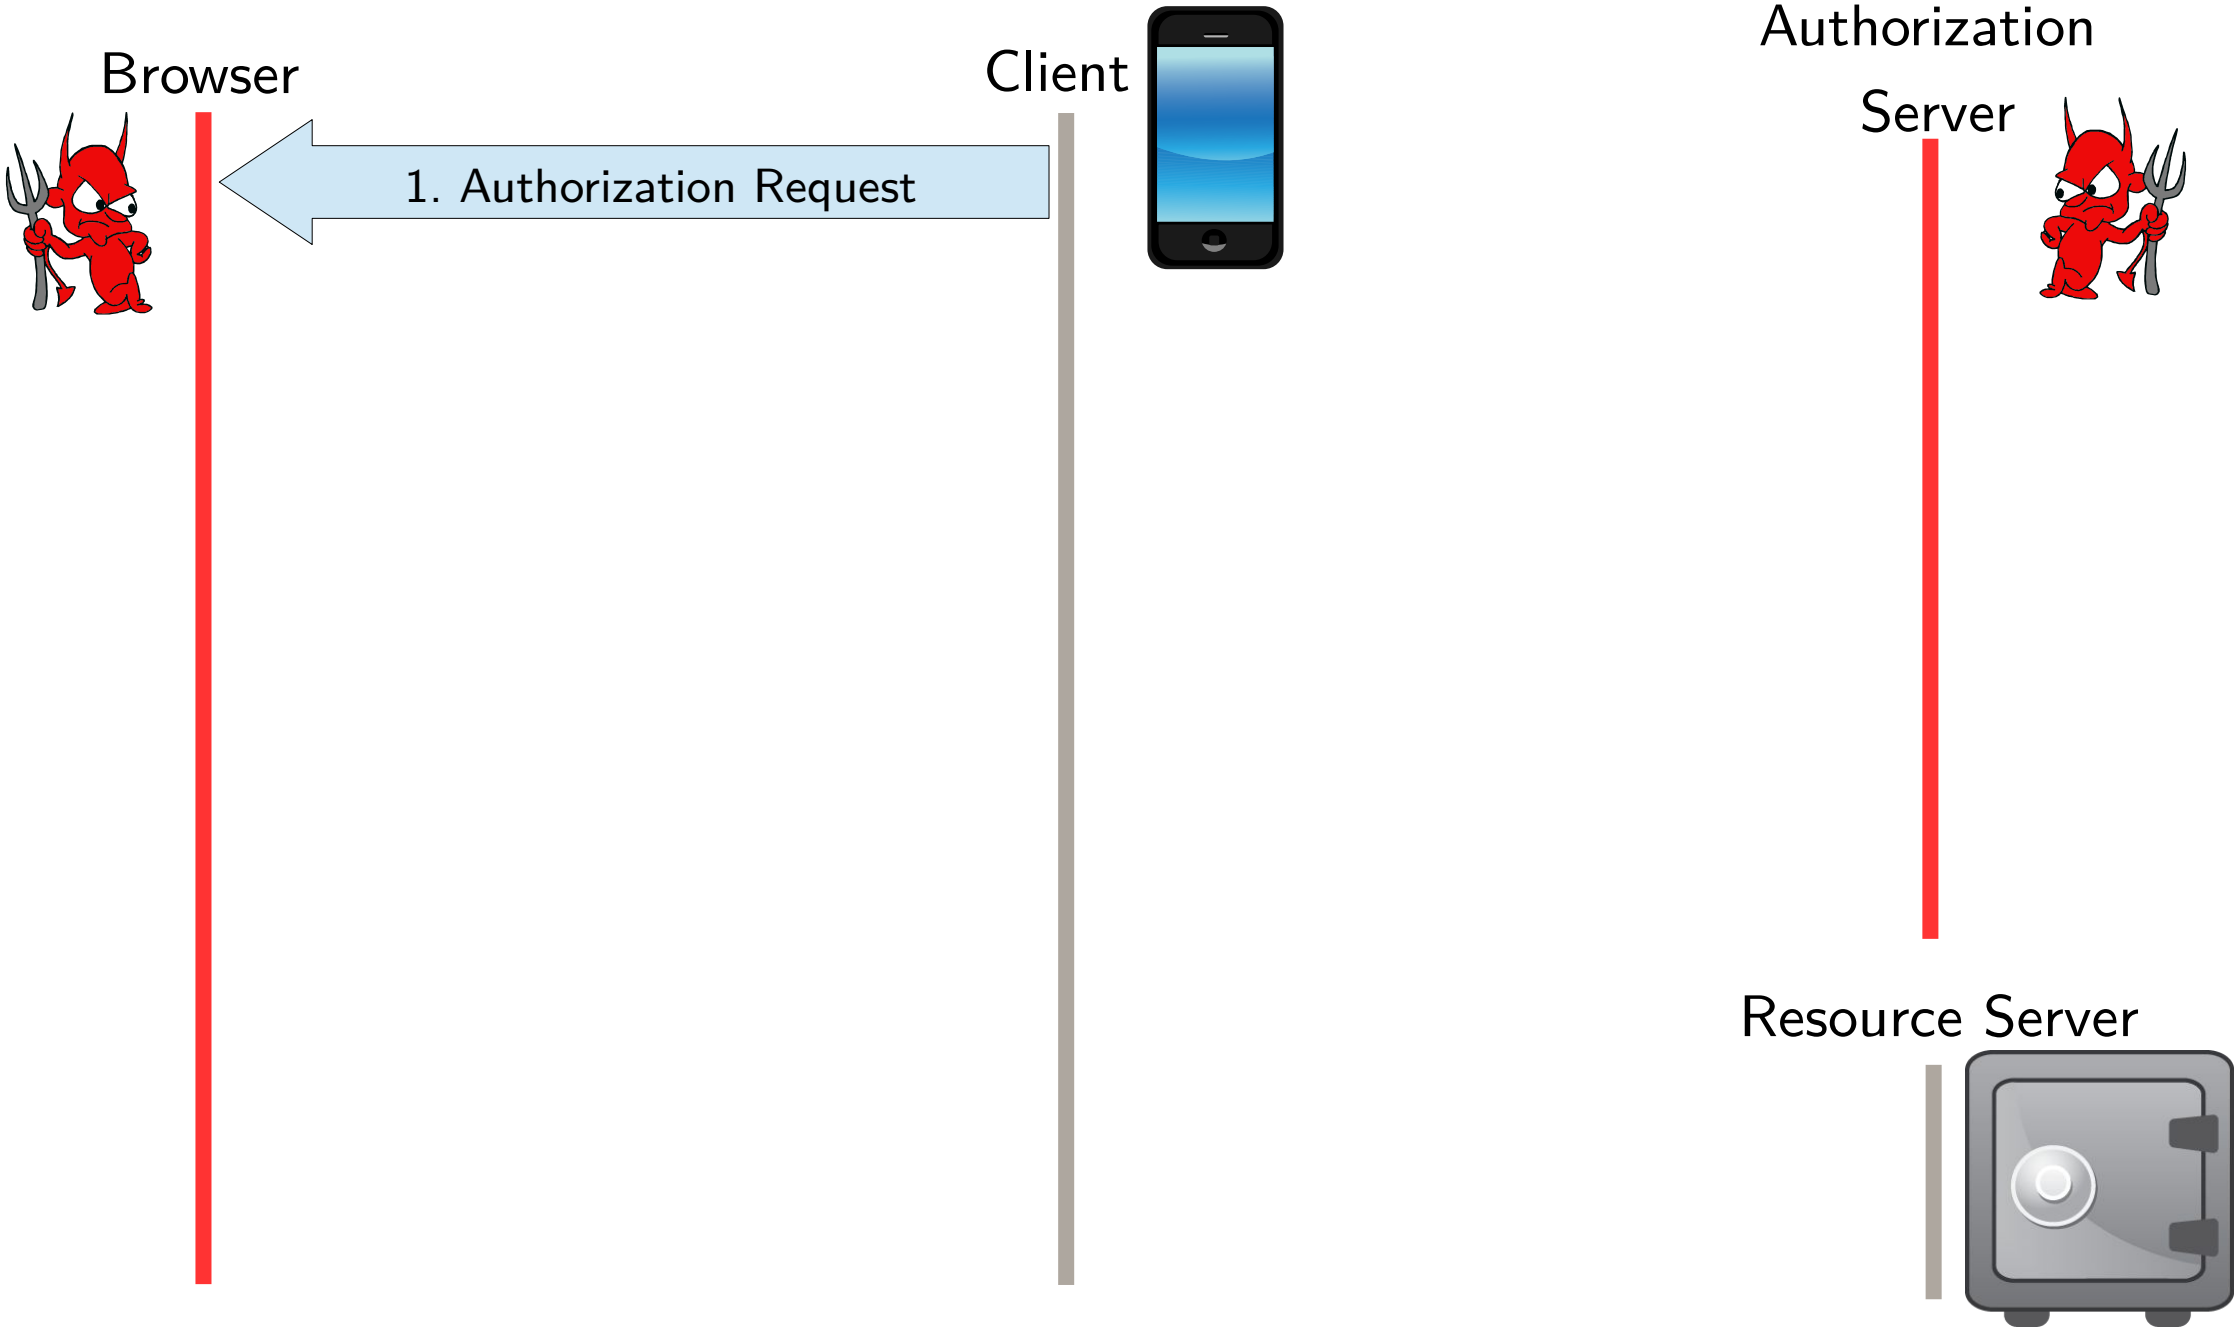 Browser
Client
Authorization
Server
1. Authorization Request
Resource Server